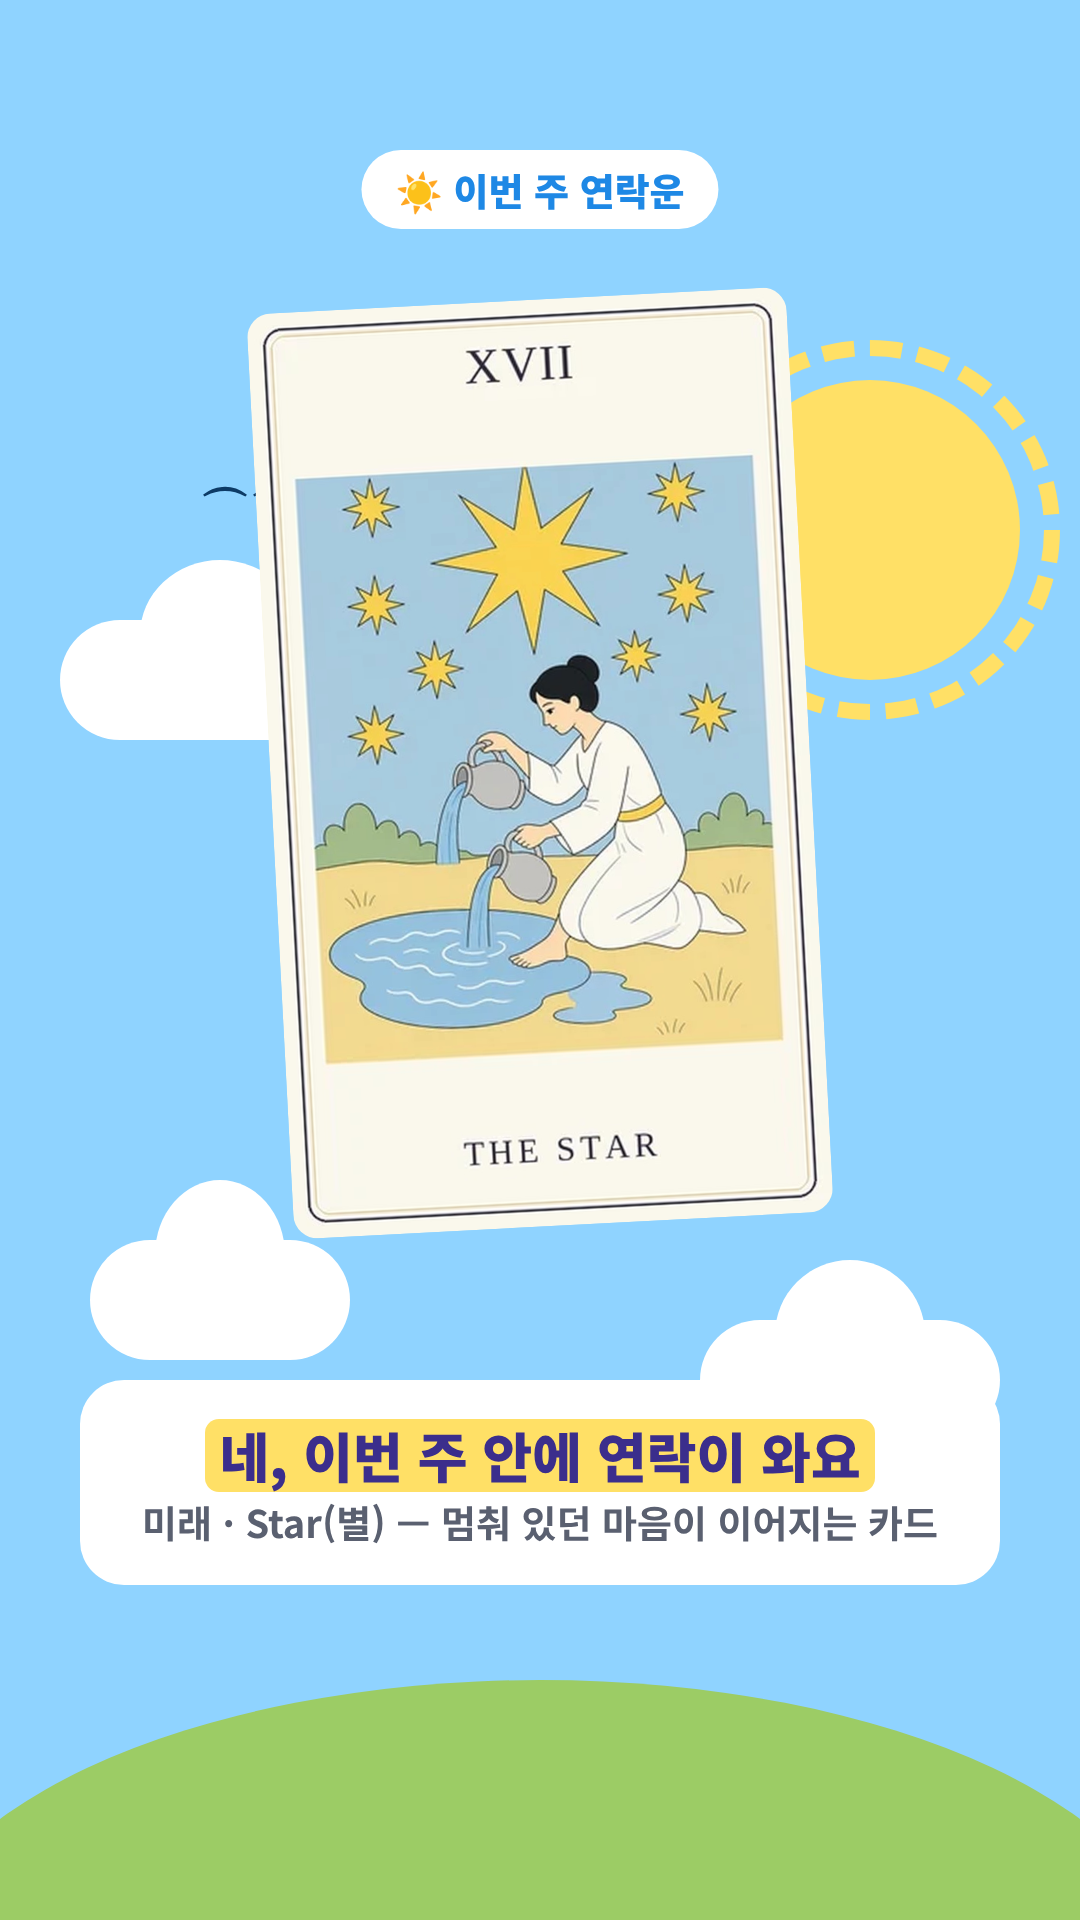 ☀️ 이번 주 연락운
XVII
THE STAR
네, 이번 주 안에 연락이 와요
미래 · Star(별) — 멈춰 있던 마음이 이어지는 카드